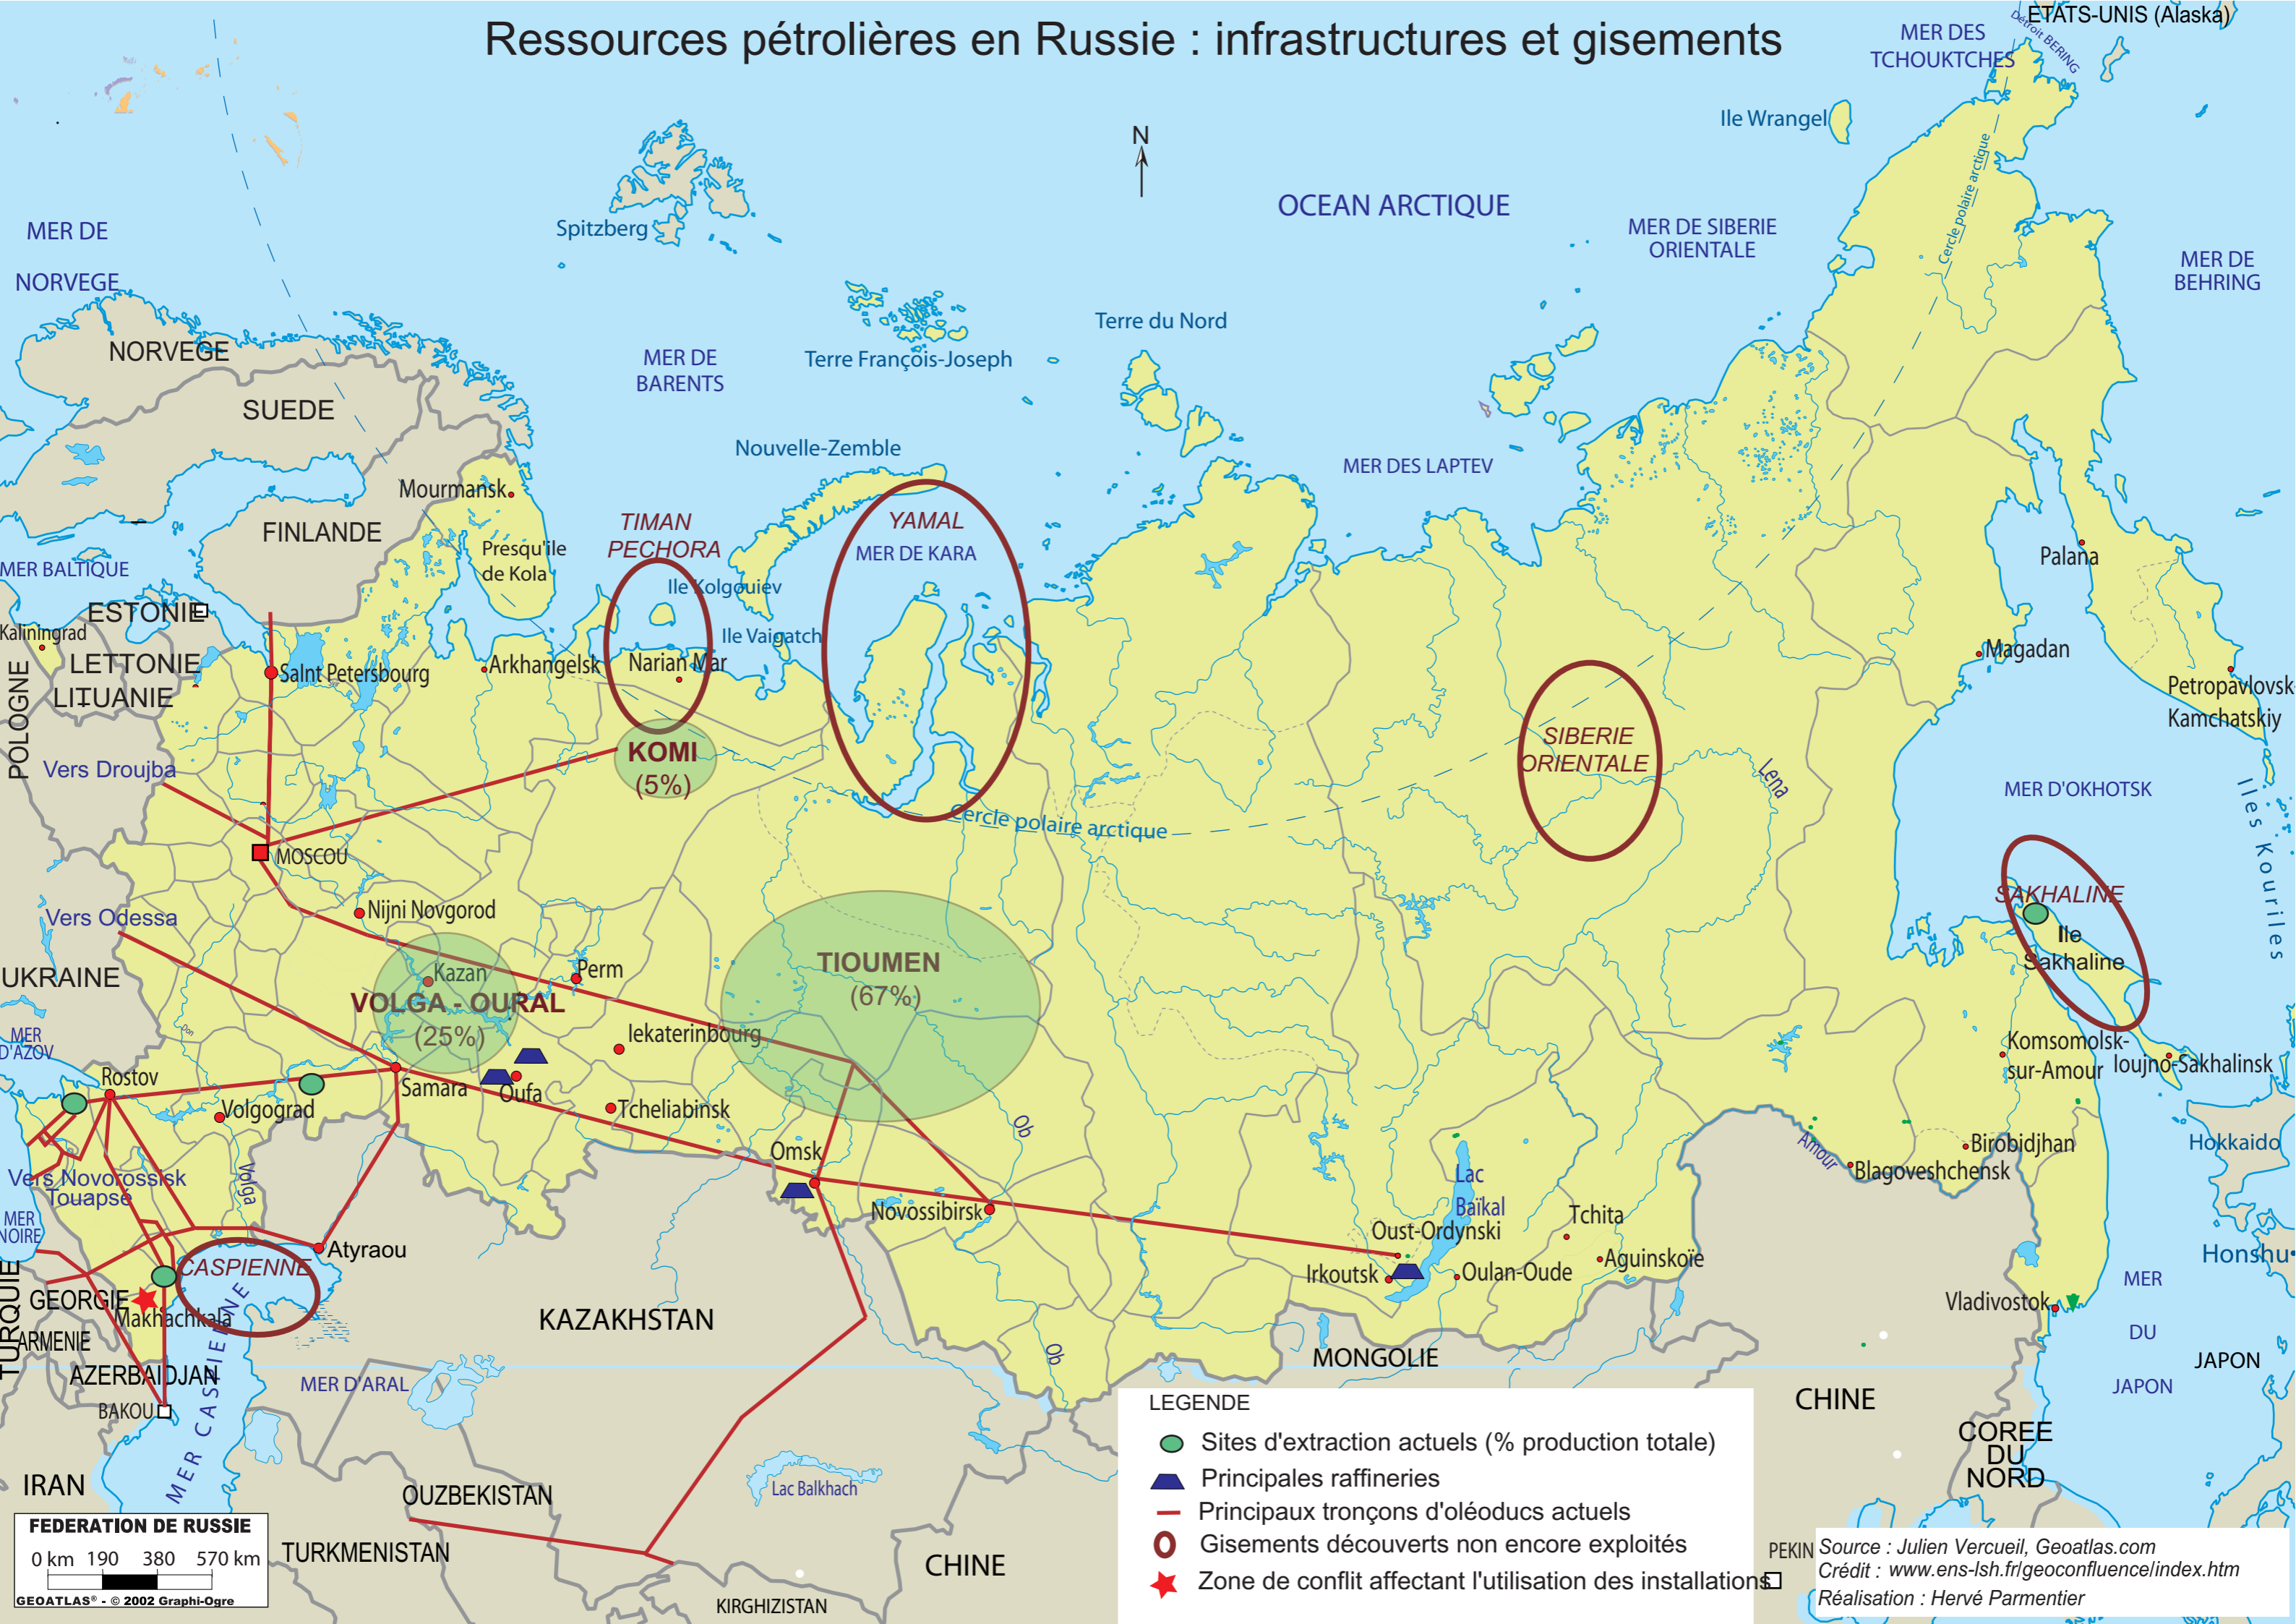 Ressources pétrolières en Russie : infrastructures et gisements
ETATS-UNIS (Alaska)
Détroit BERING
MER DES
TCHOUKTCHES
Ile Wrangel
Cercle polaire arctique
N
OCEAN ARCTIQUE
MER DE SIBERIE
ORIENTALE
MER DE
BEHRING
MER DE
NORVEGE
Spitzberg
Terre du Nord
Terre François-Joseph
MER DE
BARENTS
NORVEGE
SUEDE
FINLANDE
Nouvelle-Zemble
MER DES LAPTEV
Mourmansk
Presqu'ile
de Kola
TIMAN
PECHORA
YAMAL
MER DE KARA
Ile Kolgouiev
Ile Vaigatch
Narian Mar
Palana
MER BALTIQUE
ESTONIE
Kaliningrad
LETTONIE
LITUANIE
POLOGNE
Saint Petersbourg
Arkhangelsk
Magadan
Petropavlovsk-
Kamchatskiy
SIBERIE
ORIENTALE
Lena
KOMI
(5%)
Vers Droujba
Cercle polaire arctique
MER D'OKHOTSK
Iles Kouriles
MOSCOU
Nijni Novgorod
SAKHALINE
Ile
Sakhaline
Vers Odessa
UKRAINE
Kazan
Perm
VOLGA - OURAL
(25%)
TIOUMEN
(67%)
Iekaterinbourg
MER
D'AZOV
Don
Rostov
Volgograd
Samara
Oufa
Tcheliabinsk
Ob
Komsomolsk-
sur-Amour
Ioujno-Sakhalinsk
Omsk
Amour
Birobidjhan
Blagoveshchensk
Hokkaido
Vers Novorossisk
Touapse
Volga
MER
NOIRE
Novossibirsk
Lac
Baïkal
Oust-Ordynski
Tchita
Irkoutsk
Oulan-Oude
Aguinskoïe
Atyraou
CASPIENNE
Honshu
GEORGIE
Makhachkala
TURQUIE
ARMENIE
AZERBAIDJAN
BAKOU
MER CASPIENNE
KAZAKHSTAN
Ob
MONGOLIE
Vladivostok
MER
DU
JAPON
JAPON
MER D'ARAL
CHINE
COREE
DU
NORD
IRAN
OUZBEKISTAN
Lac Balkhach
TURKMENISTAN
KIRGHIZISTAN
CHINE
PEKIN
LEGENDE
Sites d'extraction actuels (% production totale)
Principales raffineries
Principaux tronçons d'oléoducs actuels
Gisements découverts non encore exploités
Zone de conflit affectant l'utilisation des installations
FEDERATION DE RUSSIE
0 km 190 380 570 km
GEOATLAS® - © 2002 Graphi-Ogre
Source : Julien Vercueil, Geoatlas.com
Crédit : www.ens-lsh.fr/geoconfluence/index.htm
Réalisation : Hervé Parmentier